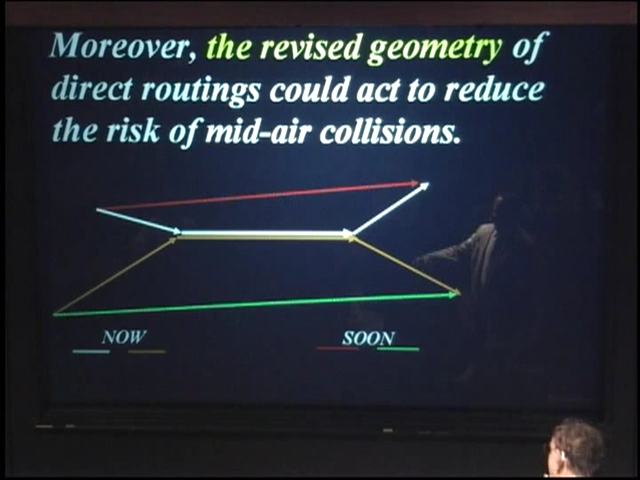 Moreover, the revised geometry of
direct routings could act to reduce
the risk of mid-air collisions.
NOW
SOON